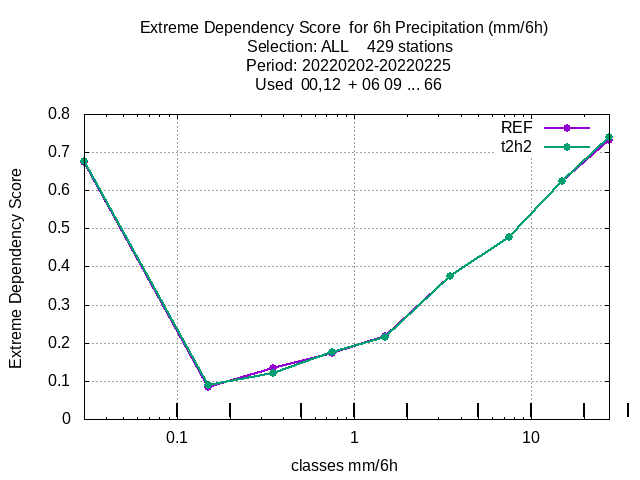 Extreme Dependency Score  for 6h Precipitation (mm/6h)
Selection: ALL    429 stations
Period: 20220202-20220225
Used  00,12  + 06 09 ... 66
REF
t2h2
Extreme Dependency Score
0.8
0.7
0.6
0.5
0.4
0.3
0.2
0.1
0
0.1 1 10
classes mm/6h